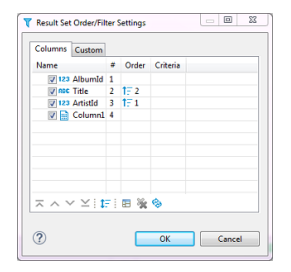 Result Set Order/Filter Settings
Columns Custom
Name # Order Criteria
123 AlbumId 1
ABC Title 2 2
123 ArtistId 3 1
Column1 4
OK Cancel